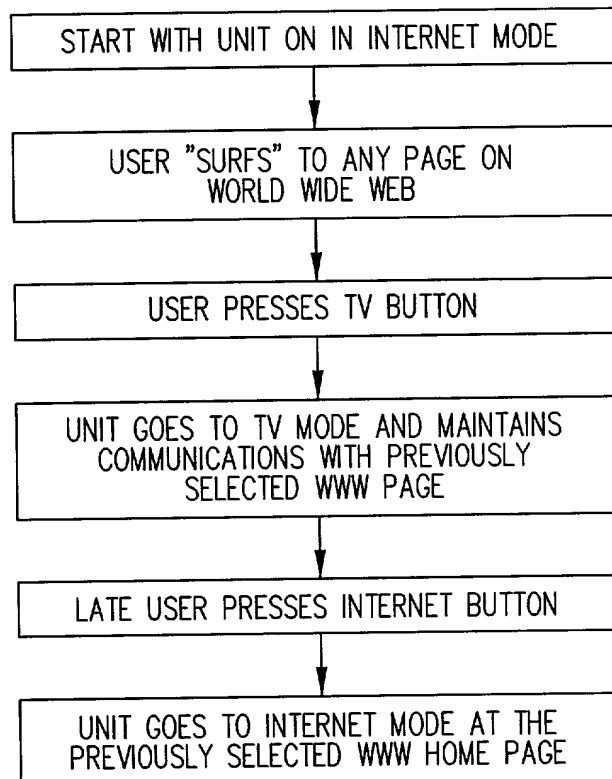 START WITH UNIT ON IN INTERNET MODE
USER "SURFS" TO ANY PAGE ON
WORLD WIDE WEB
USER PRESSES TV BUTTON
UNIT GOES TO TV MODE AND MAINTAINS
COMMUNICATIONS WITH PREVIOUSLY
SELECTED WWW PAGE
LATE USER PRESSES INTERNET BUTTON
UNIT GOES TO INTERNET MODE AT THE
PREVIOUSLY SELECTED WWW HOME PAGE